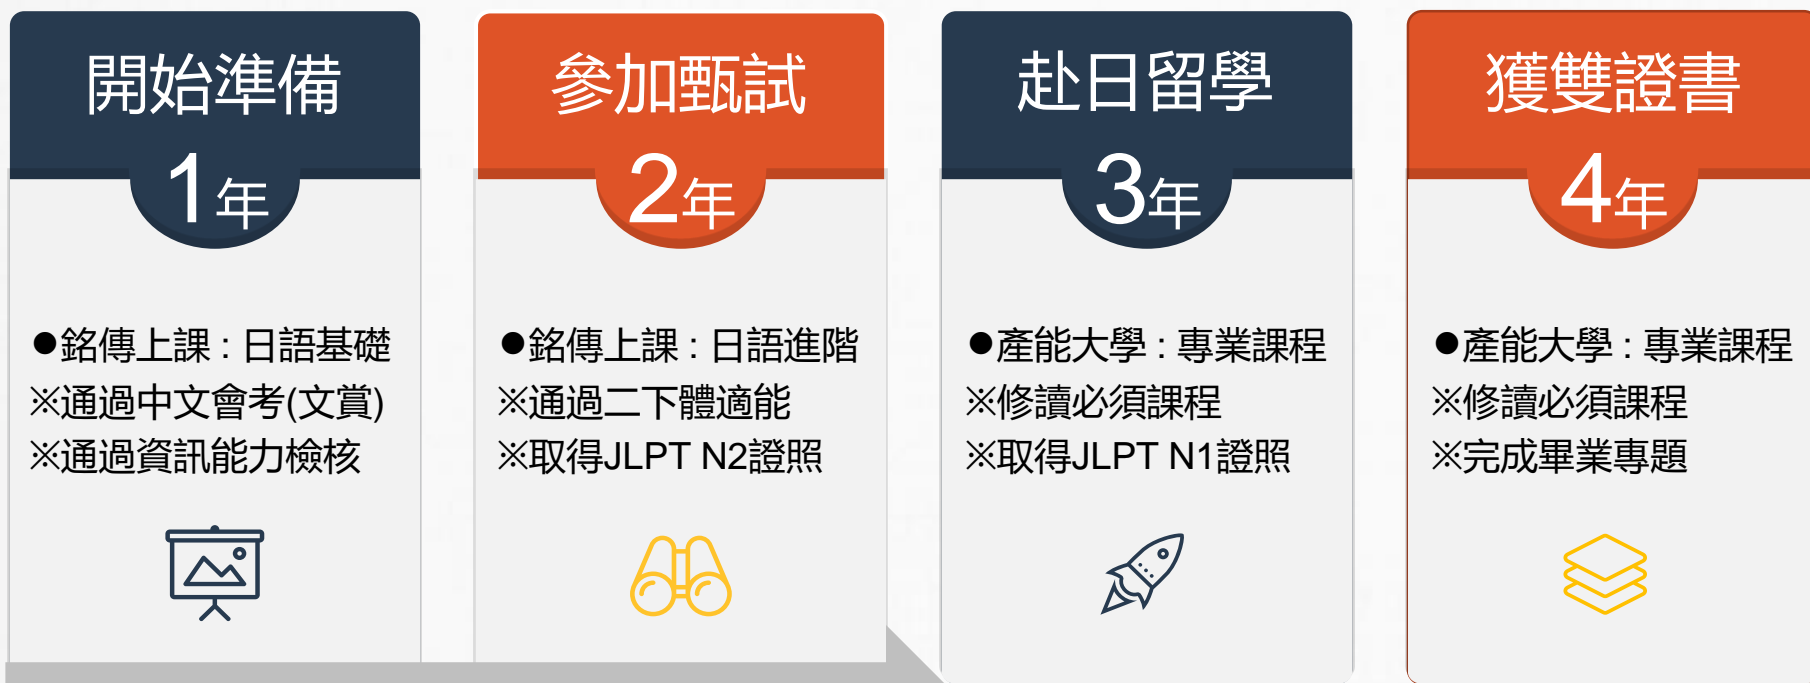 開始準備
1年
●銘傳上課 : 日語基礎
※通過中文會考(文賞)
※通過資訊能力檢核
參加甄試
2年
●銘傳上課 : 日語進階
※通過二下體適能
※取得JLPT N2證照
赴日留學
3年
●產能大學 : 專業課程
※修讀必須課程
※取得JLPT N1證照
獲雙證書
4年
●產能大學 : 專業課程
※修讀必須課程
※完成畢業專題